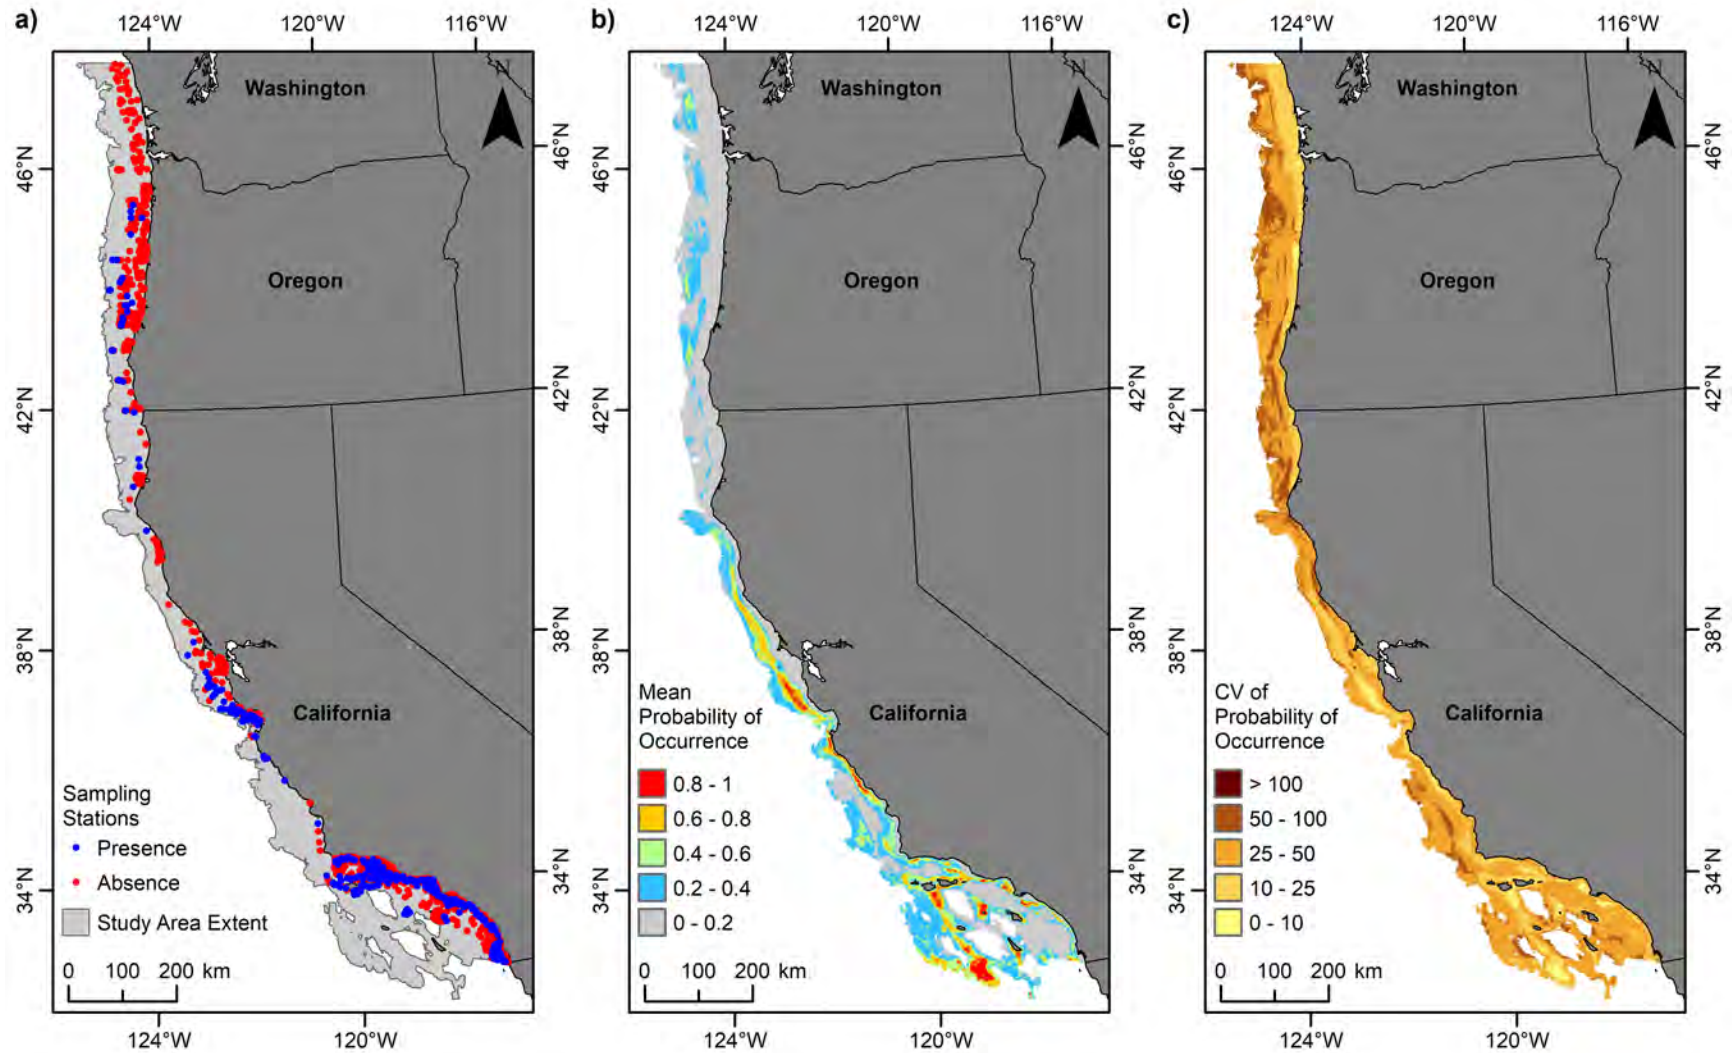 a)
124°W 120°W 116°W
46°N
42°N
38°N
34°N
Washington
Oregon
California
46°N
42°N
38°N
34°N
Sampling
Stations
Presence
Absence
Study Area Extent
0 100 200 km
124°W 120°W
b)
124°W 120°W 116°W
46°N
42°N
38°N
34°N
Washington
Oregon
California
46°N
42°N
38°N
34°N
Mean
Probability of
Occurrence
0.8 - 1
0.6 - 0.8
0.4 - 0.6
0.2 - 0.4
0 - 0.2
0 100 200 km
124°W 120°W
c)
124°W 120°W 116°W
46°N
42°N
38°N
34°N
Washington
Oregon
California
46°N
42°N
38°N
34°N
CV of
Probability of
Occurrence
> 100
50 - 100
25 - 50
10 - 25
0 - 10
0 100 200 km
124°W 120°W